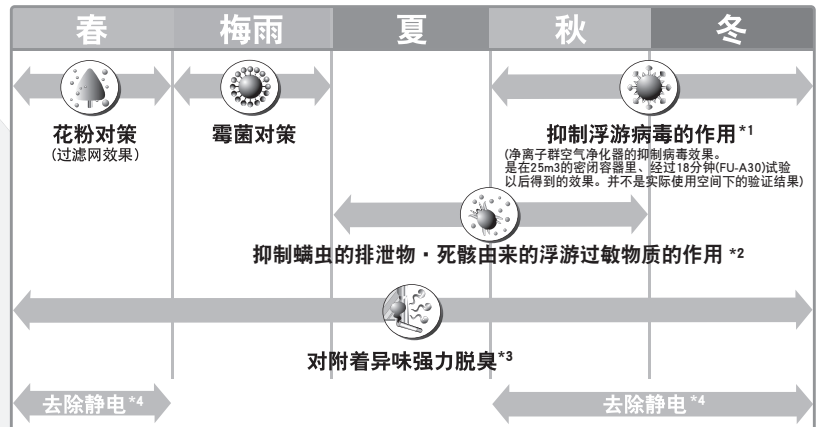 春 梅雨 夏 秋 冬
花粉对策
(过滤网效果)
霉菌对策
抑制浮游病毒的作用*1
(净离子群空气净化器的抑制病毒效果。
是在25m3的密闭容器里、经过18分钟(FU-A30)试验
以后得到的效果。并不是实际使用空间下的验证结果)
抑制螨虫的排泄物・死骸由来的浮游过敏物质的作用 *2
对附着异味强力脱臭*3
去除静电*4
去除静电*4